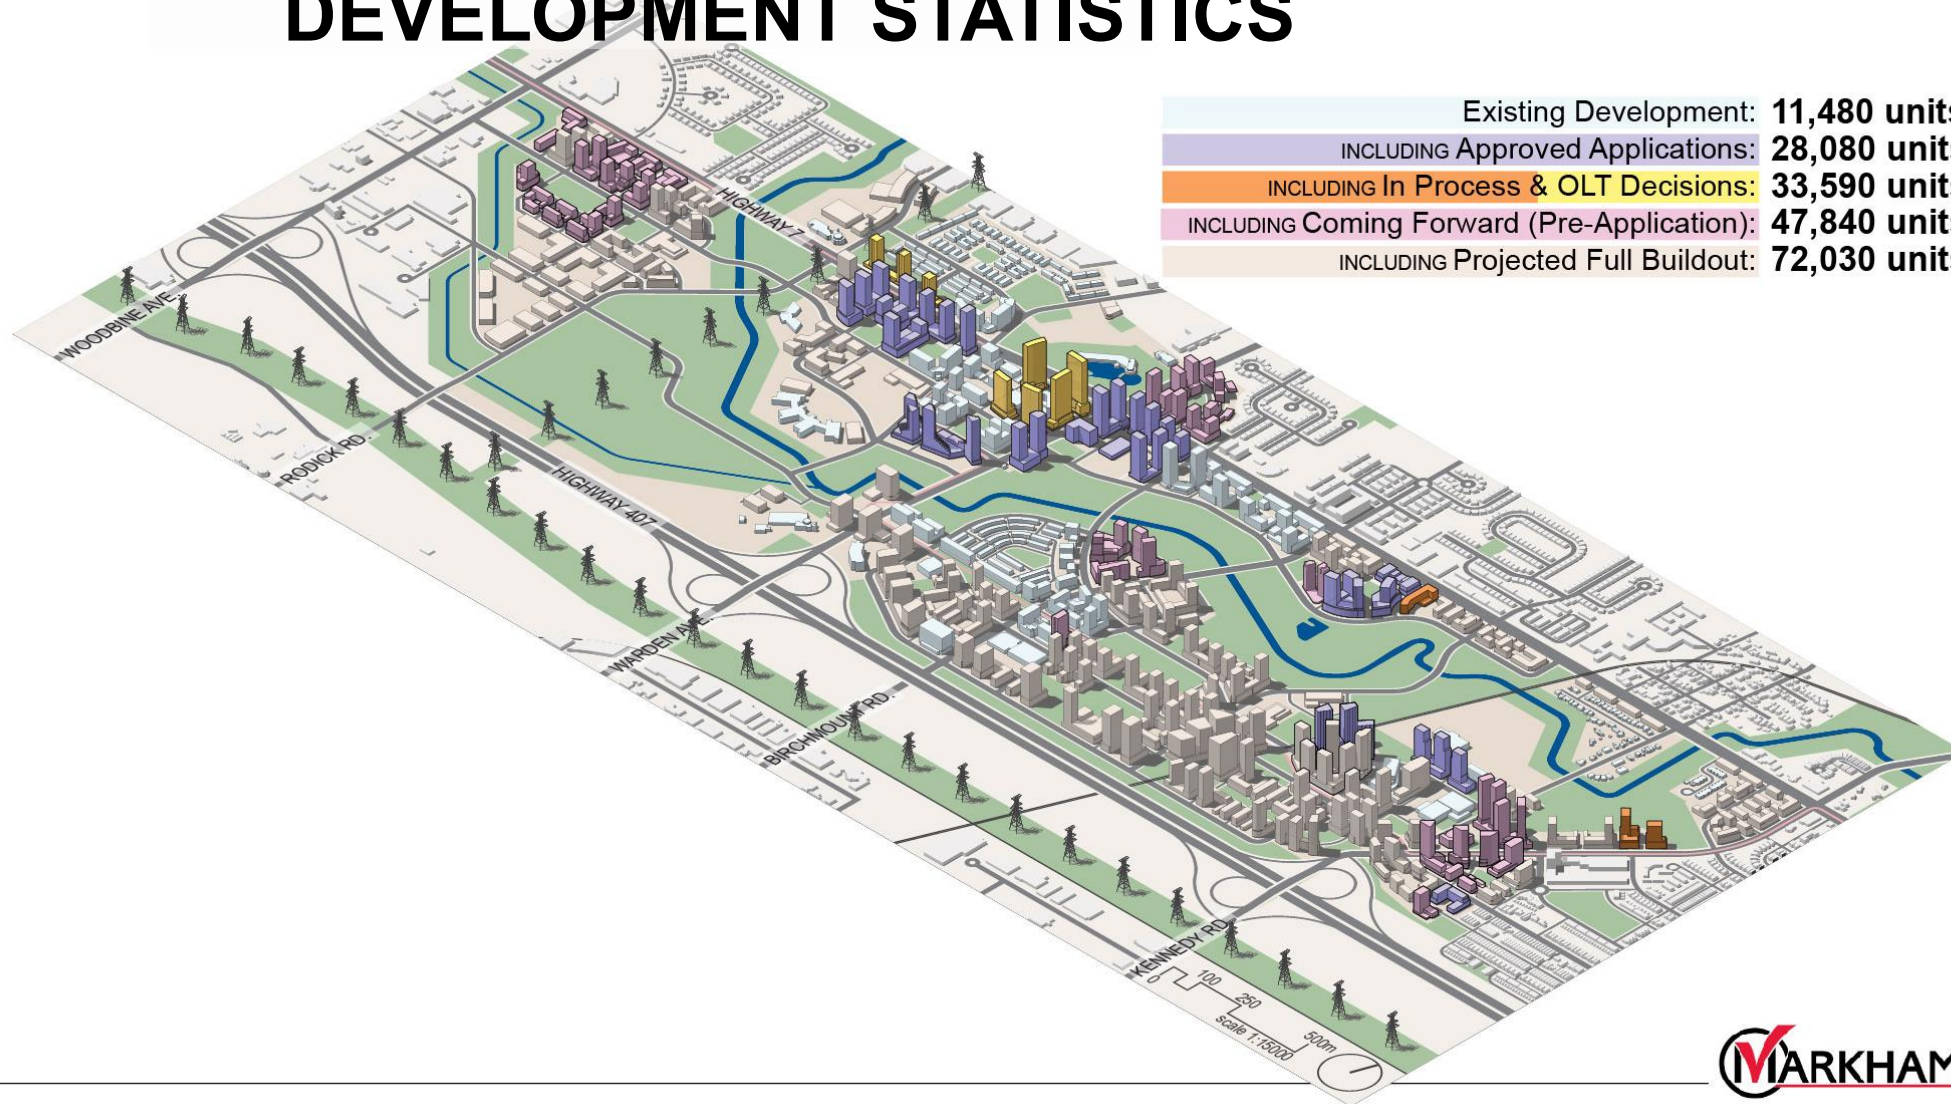 DEVELOPMENT STATISTICS
Existing Development: 11,480 units
INCLUDING Approved Applications: 28,080 units
INCLUDING In Process & OLT Decisions: 33,590 units
INCLUDING Coming Forward (Pre-Application): 47,840 units
INCLUDING Projected Full Buildout: 72,030 units
HIGHWAY 7
WOODBINE AVE.
RODICK RD.
HIGHWAY 407
WARDEN AVE.
BIRCHMOUNT RD.
KENNEDY RD.
0 100 250 500m
scale 1:15000
MARKHAM